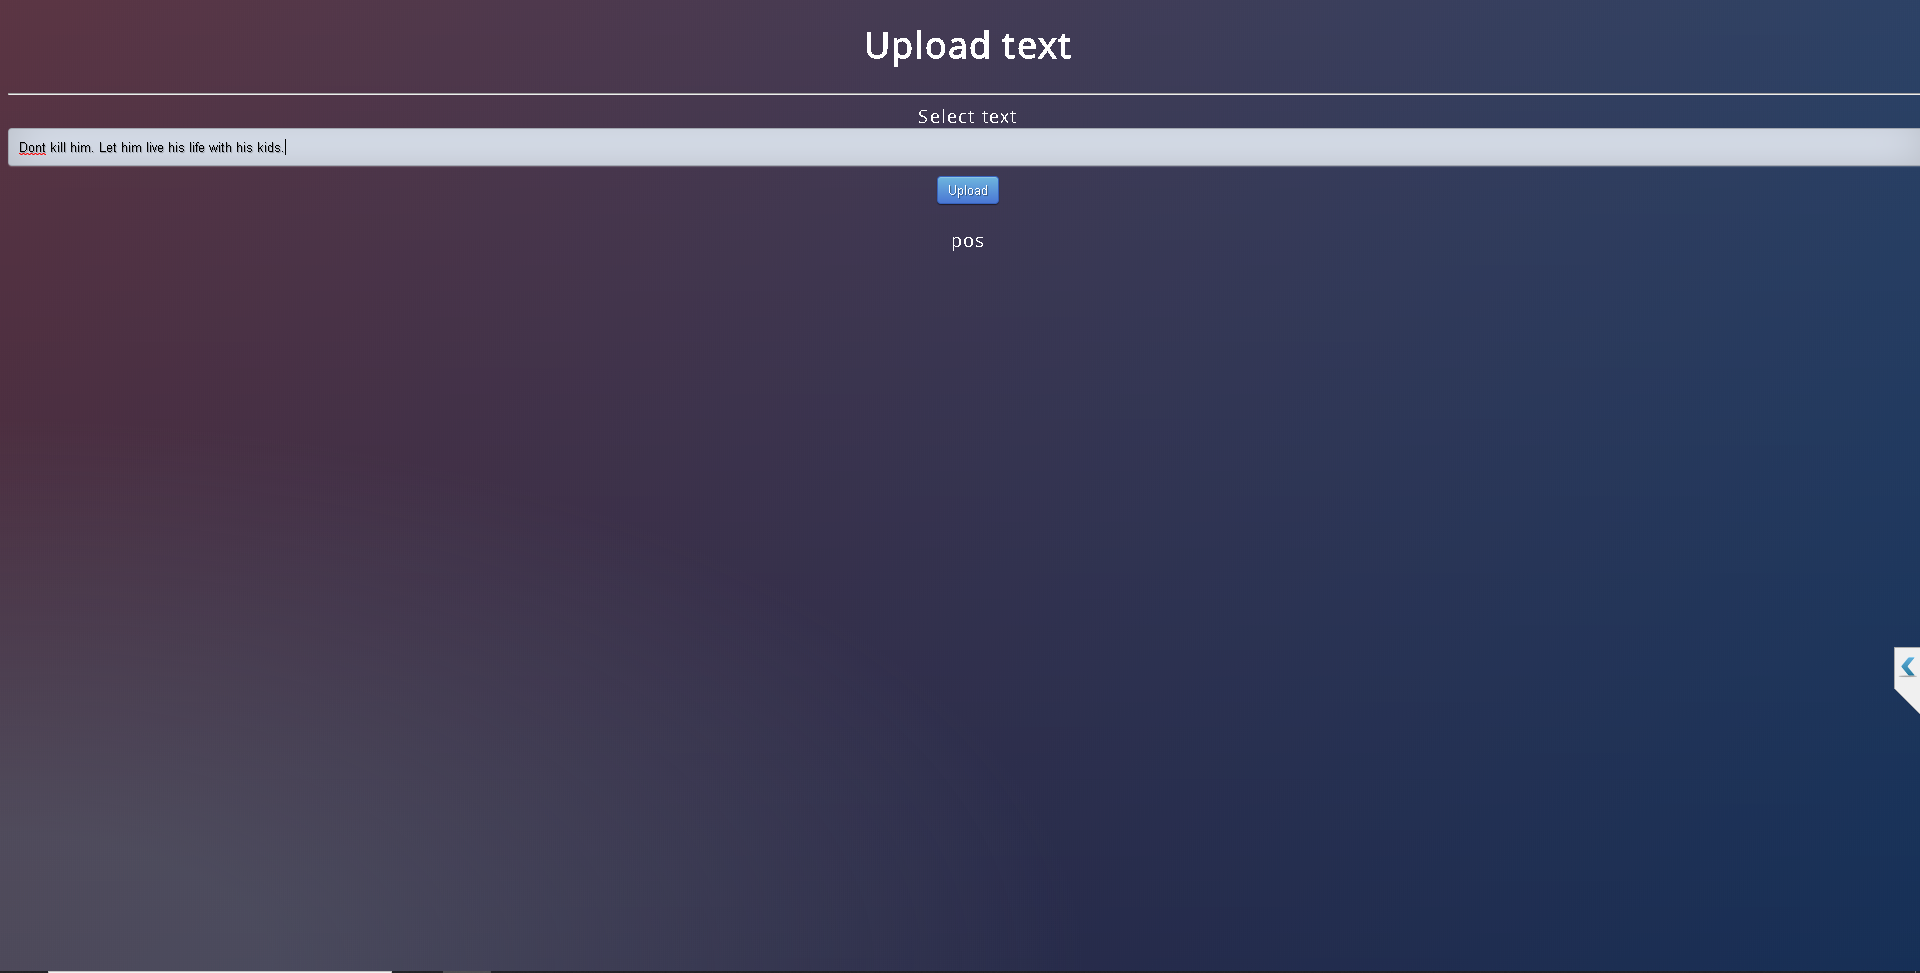 Upload text
Select text
Dont kill him. Let him live his life with his kids.
Upload
pos